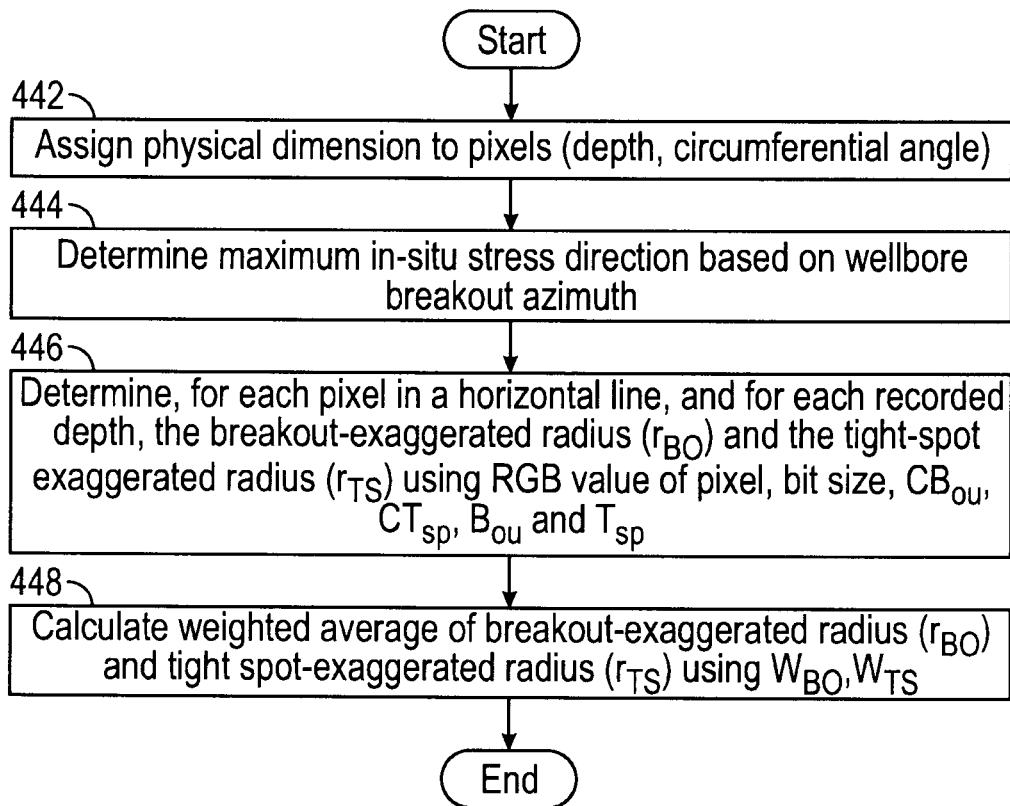 Start
442
Assign physical dimension to pixels (depth, circumferential angle)
444
Determine maximum in-situ stress direction based on wellbore
breakout azimuth
446
Determine, for each pixel in a horizontal line, and for each recorded
depth, the breakout-exaggerated radius (rBO) and the tight-spot
exaggerated radius (rTS) using RGB value of pixel, bit size, CBou,
CTsp, Bou and Tsp
448
Calculate weighted average of breakout-exaggerated radius (rBO)
and tight spot-exaggerated radius (rTS) using WBO,WTS
End